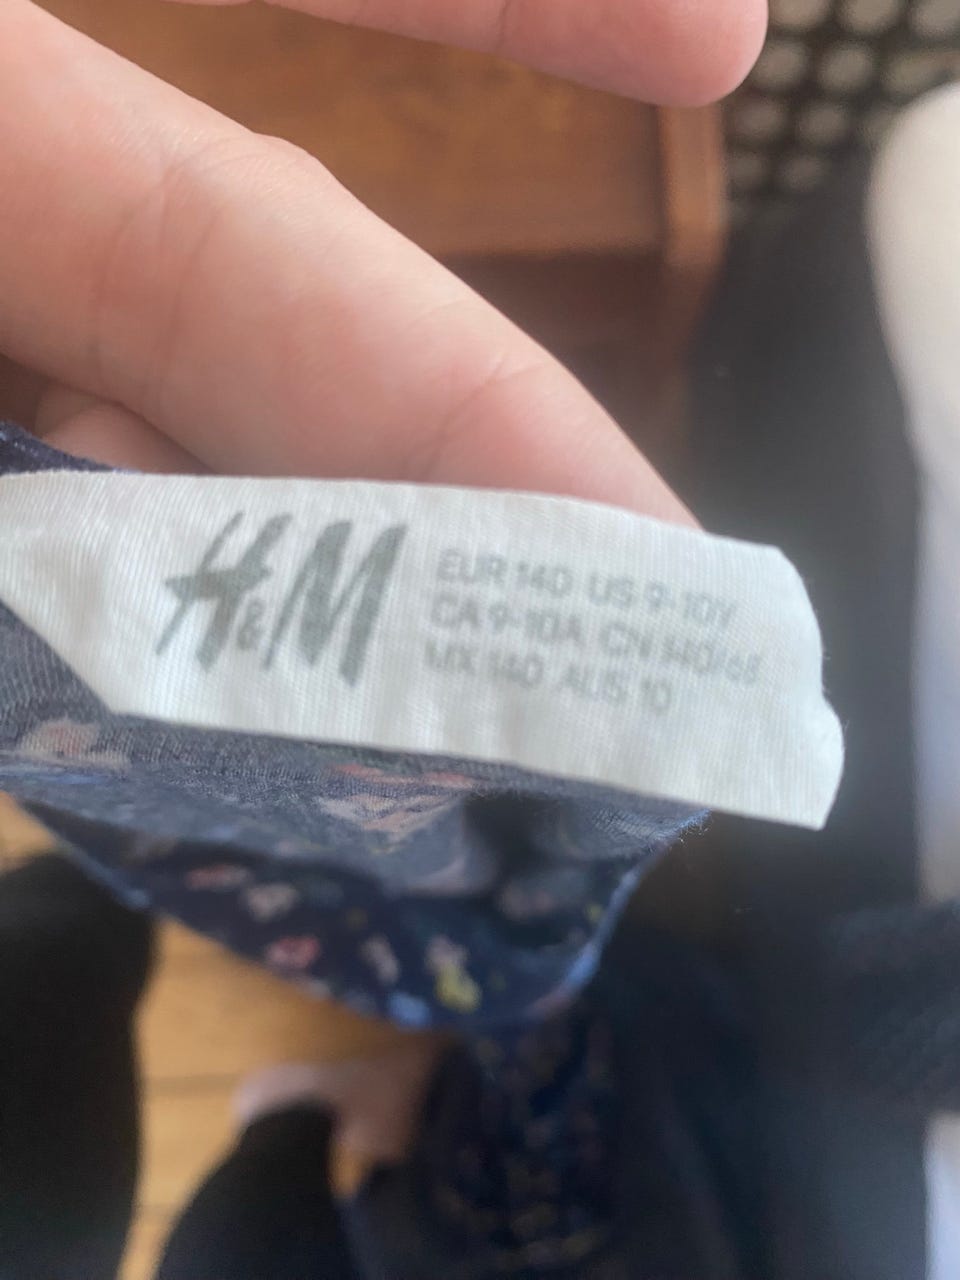 H&M
EUR 140 US 9-10Y
CA 9-10A CN 140/68
MX 140 AUS 10